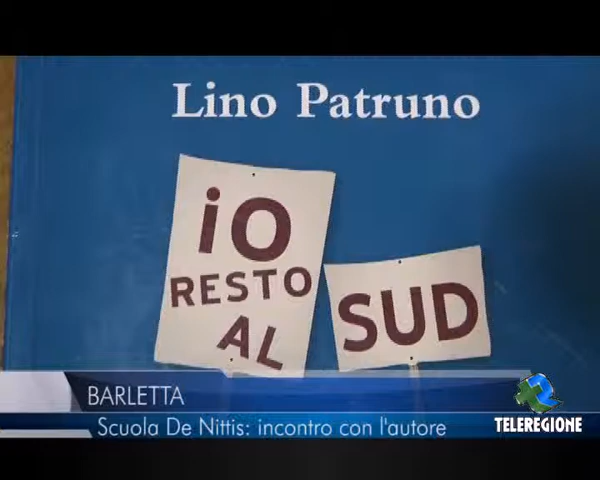 Lino Patruno
iO
RESTO
AL
SUD
BARLETTA
Scuola De Nittis: incontro con l'autore
TELEREGIONE